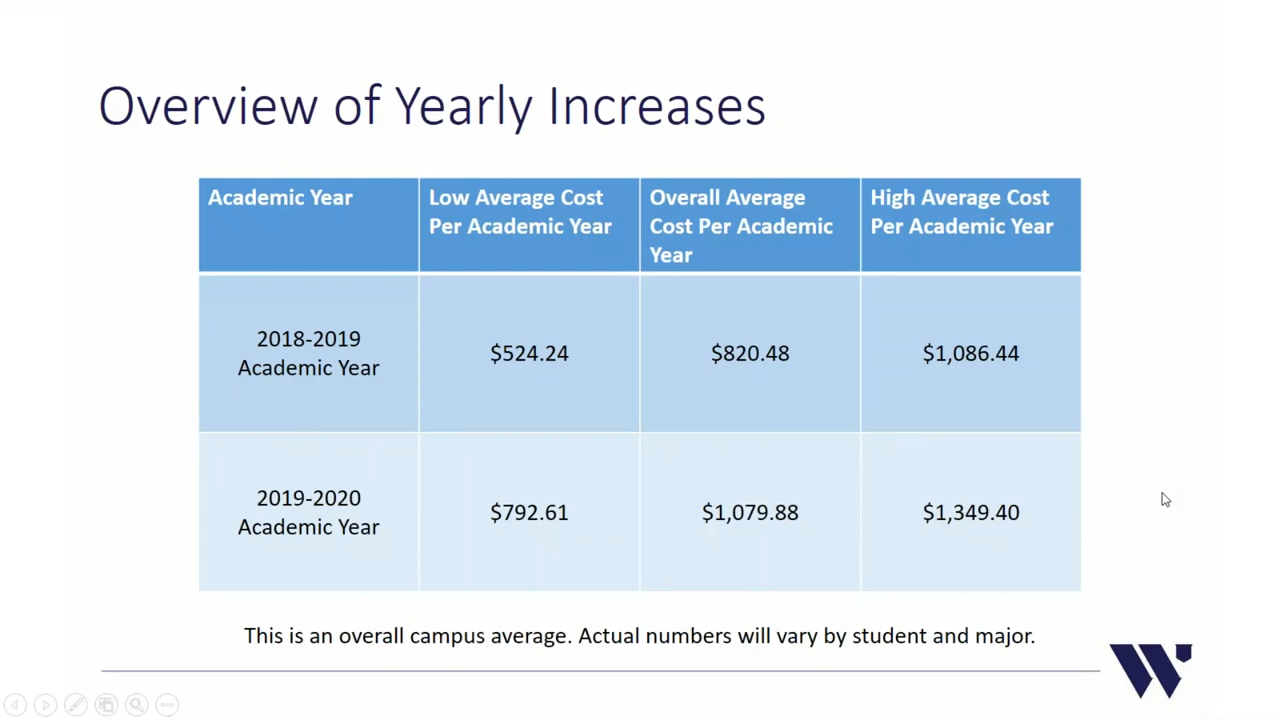 Overview of Yearly Increases
Academic Year
Low Average Cost
Per Academic Year
Overall Average
Cost Per Academic
Year
High Average Cost
Per Academic Year
2018-2019
Academic Year
$524.24
$820.48
$1,086.44
2019-2020
Academic Year
$792.61
$1,079.88
$1,349.40
This is an overall campus average. Actual numbers will vary by student and major.
W